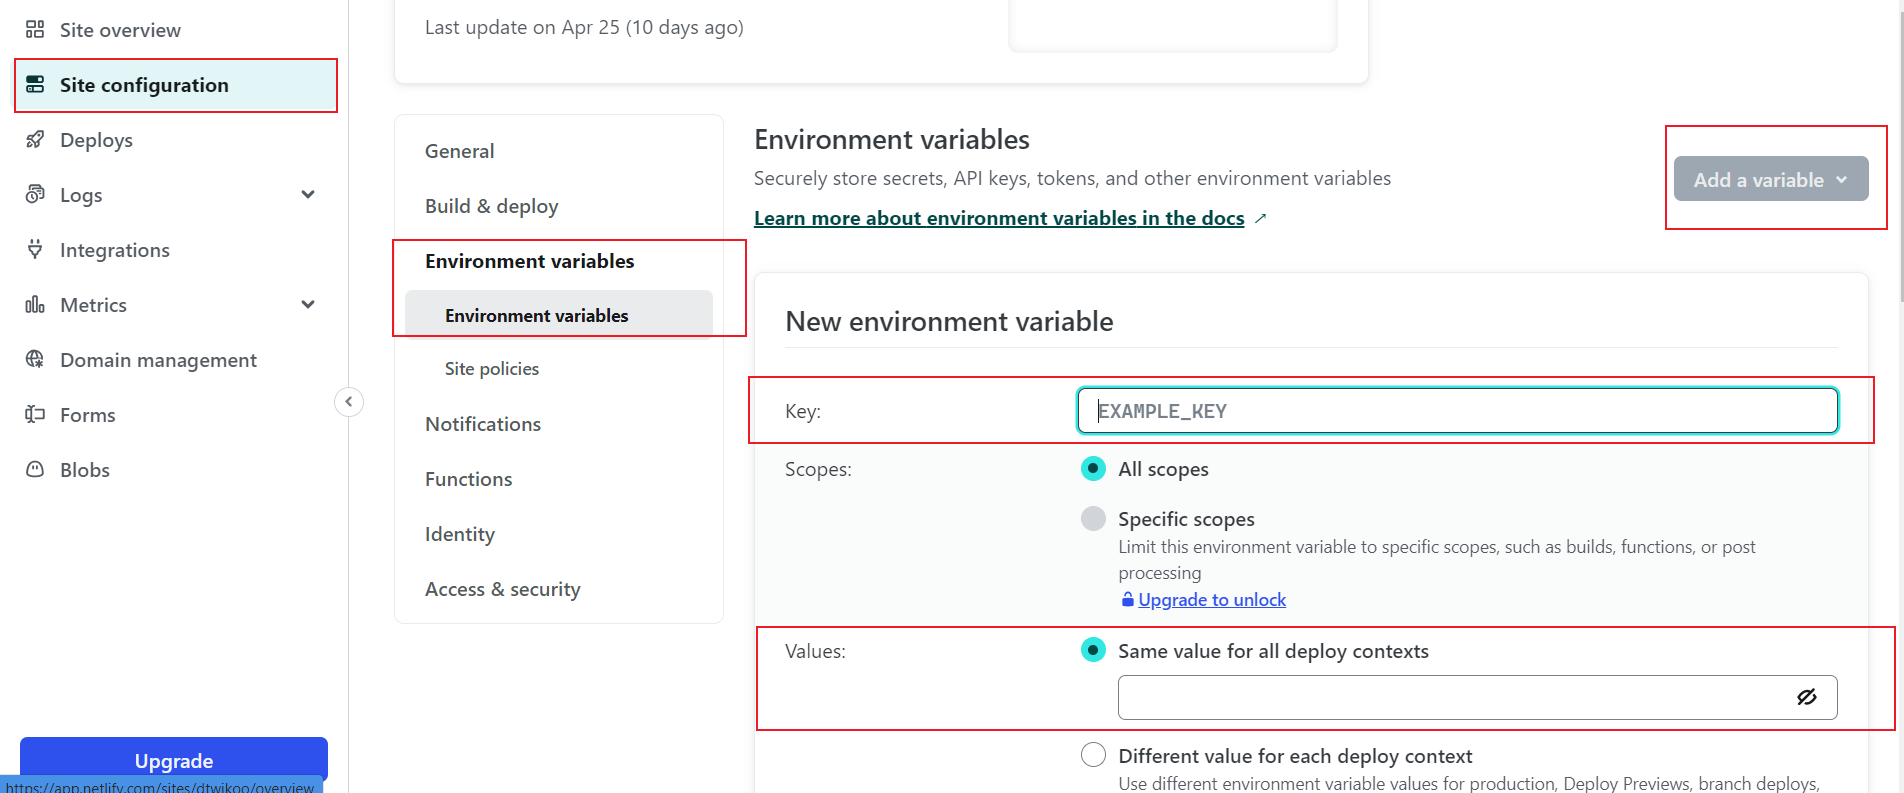 Site overview
Site configuration
Deploys
Logs
Integrations
Metrics
Domain management
Forms
Blobs
Upgrade
https://app.netlify.com/sites/dtwikoo/overview
Last update on Apr 25 (10 days ago)
General
Build & deploy
Environment variables
Environment variables
Site policies
Notifications
Functions
Identity
Access & security
Environment variables
Securely store secrets, API keys, tokens, and other environment variables
Learn more about environment variables in the docs
Add a variable
New environment variable
Key:
EXAMPLE_KEY
Scopes:
All scopes
Specific scopes
Limit this environment variable to specific scopes, such as builds, functions, or post
processing
Upgrade to unlock
Values:
Same value for all deploy contexts
Different value for each deploy context
Use different environment variable values for production, Deploy Previews, branch deploys,